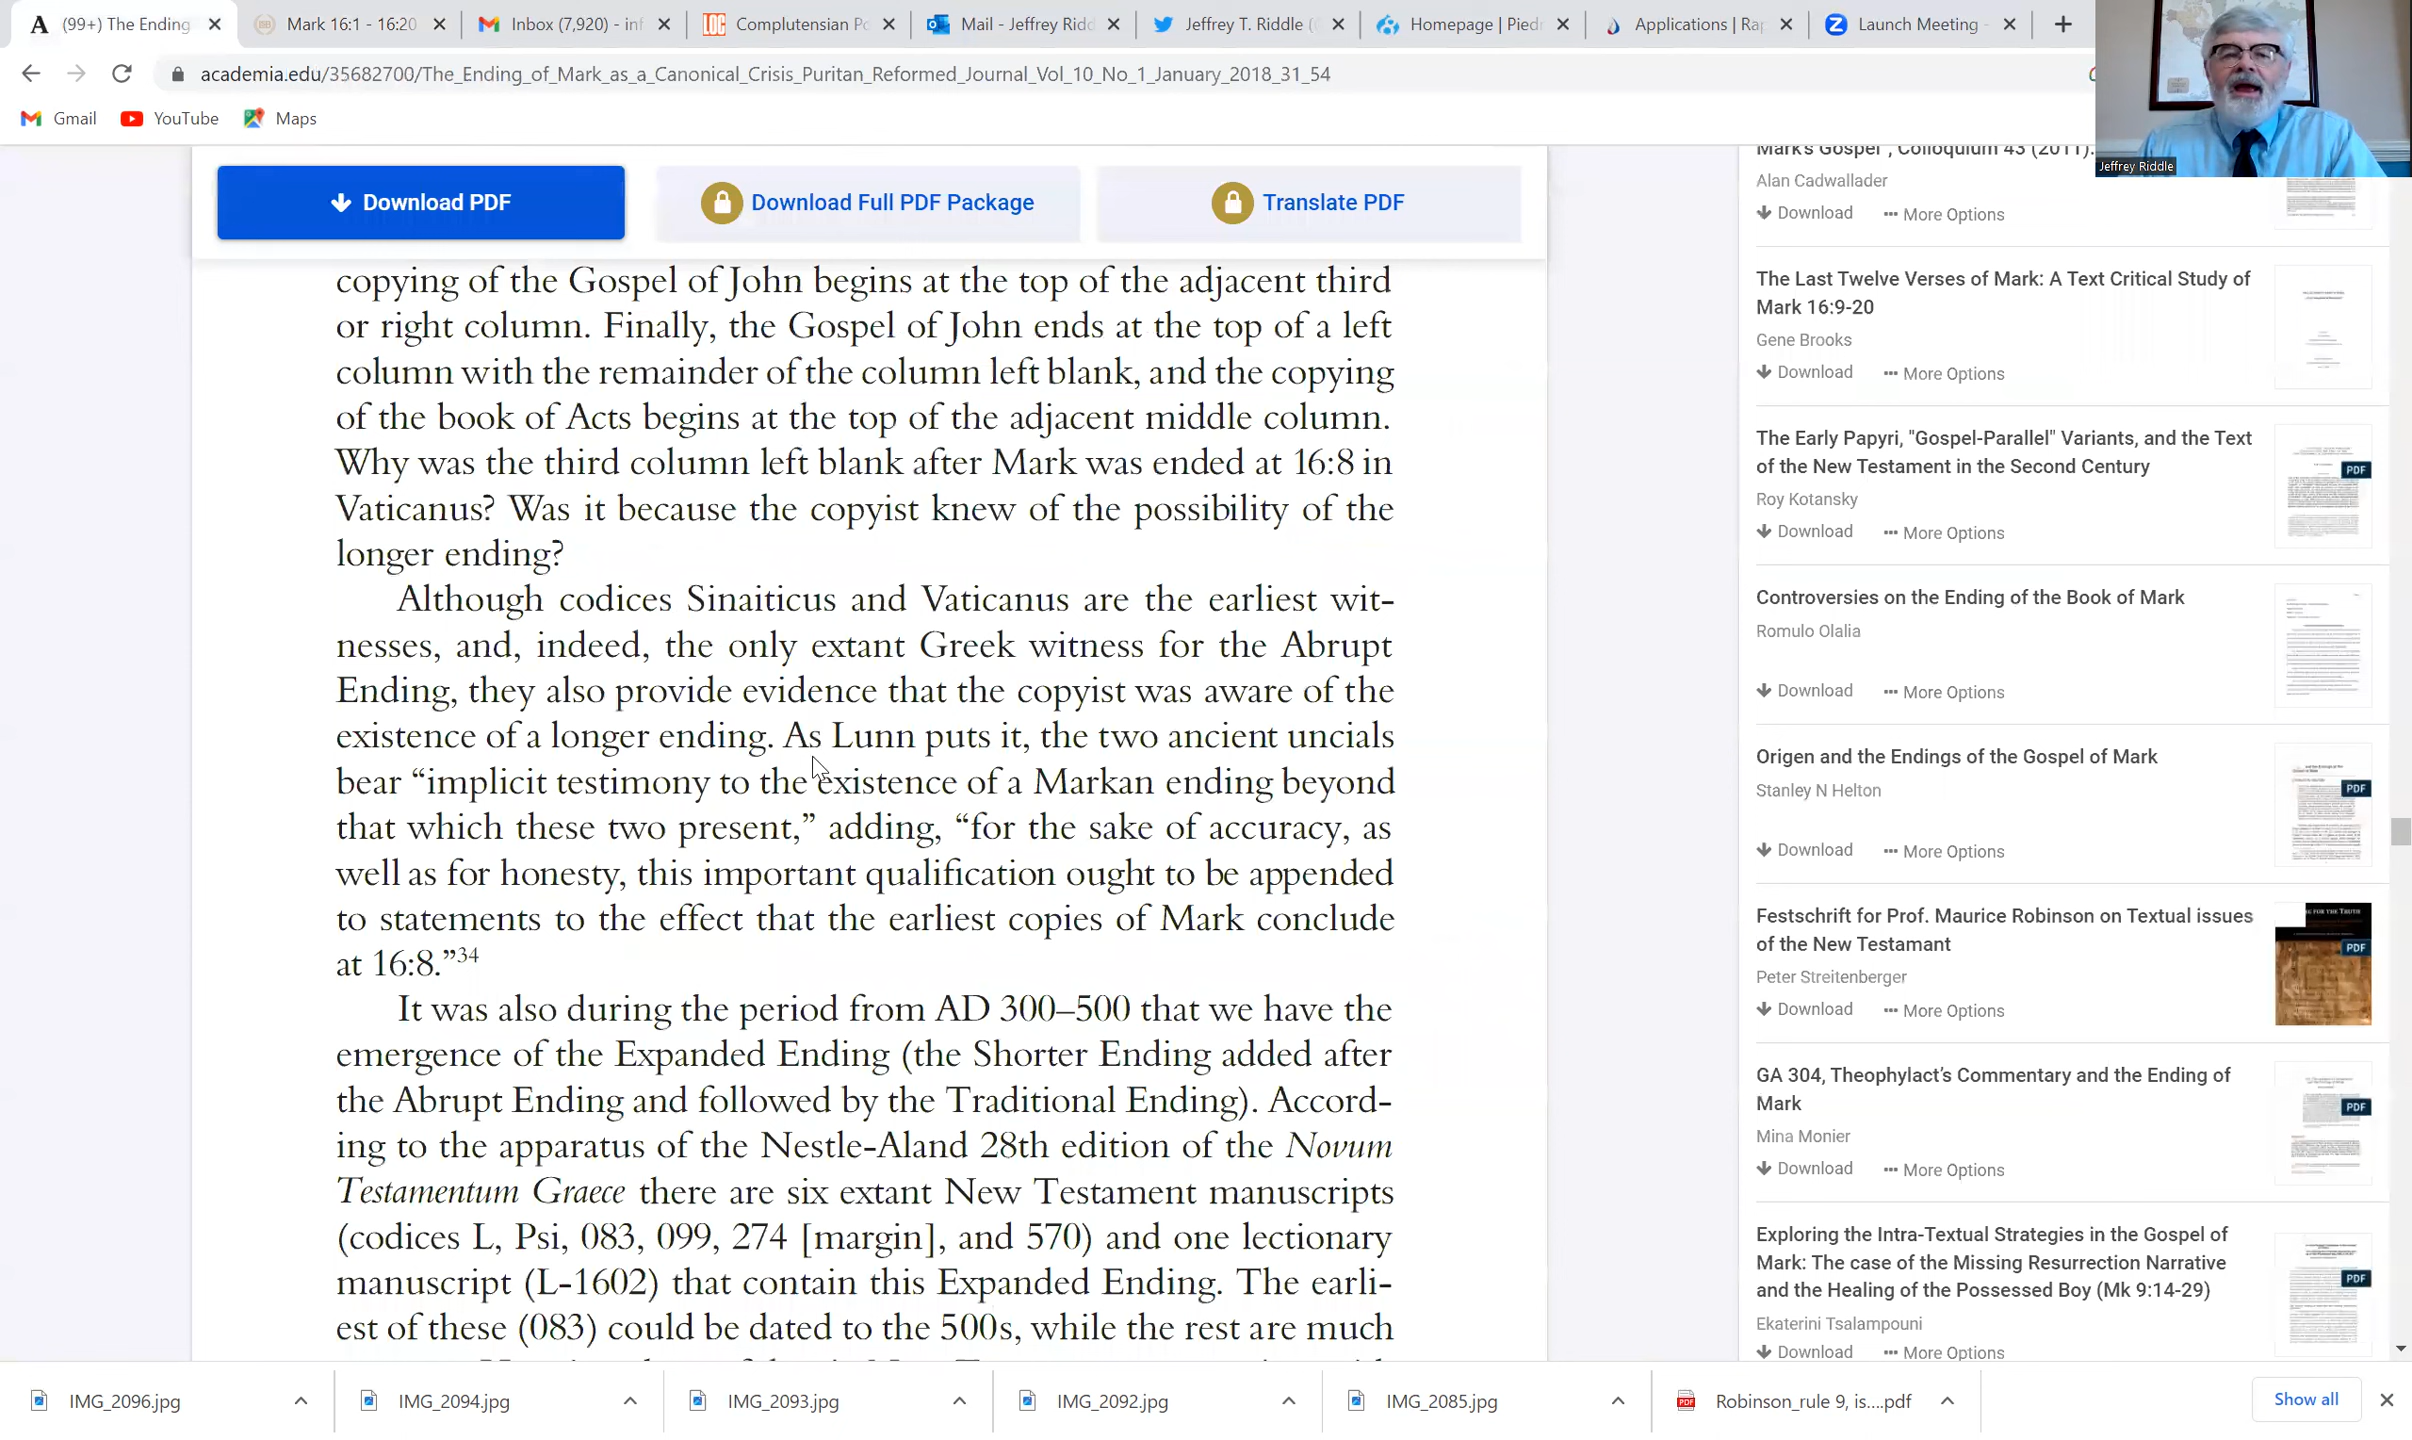 (99+) The Ending
Mark 16:1 - 16:20
Inbox (7,920) - inf
LOC
Complutensian Po
Mail - Jeffrey Ridd
Jeffrey T. Riddle (
Homepage | Pied
Applications | Rap
Launch Meeting -
academia.edu/35682700/The_Ending_of_Mark_as_a_Canonical_Crisis_Puritan_Reformed_Journal_Vol_10_No_1_January_2018_31_54
Gmail
YouTube
Maps
Jeffrey Riddle
Download PDF
Download Full PDF Package
Translate PDF
copying of the Gospel of John begins at the top of the adjacent third
or right column. Finally, the Gospel of John ends at the top of a left
column with the remainder of the column left blank, and the copying
of the book of Acts begins at the top of the adjacent middle column.
Why was the third column left blank after Mark was ended at 16:8 in
Vaticanus? Was it because the copyist knew of the possibility of the
longer ending?
Although codices Sinaiticus and Vaticanus are the earliest wit-
nesses, and, indeed, the only extant Greek witness for the Abrupt
Ending, they also provide evidence that the copyist was aware of the
existence of a longer ending. As Lunn puts it, the two ancient uncials
bear “implicit testimony to the existence of a Markan ending beyond
that which these two present,” adding, “for the sake of accuracy, as
well as for honesty, this important qualification ought to be appended
to statements to the effect that the earliest copies of Mark conclude
at 16:8.”34
It was also during the period from AD 300–500 that we have the
emergence of the Expanded Ending (the Shorter Ending added after
the Abrupt Ending and followed by the Traditional Ending). Accord-
ing to the apparatus of the Nestle-Aland 28th edition of the Novum
Testamentum Graece there are six extant New Testament manuscripts
(codices L, Psi, 083, 099, 274 [margin], and 570) and one lectionary
manuscript (L-1602) that contain this Expanded Ending. The earli-
est of these (083) could be dated to the 500s, while the rest are much
Mark's Gospel", Colloquium 43 (2011).
Alan Cadwallader
Download
More Options
The Last Twelve Verses of Mark: A Text Critical Study of
Mark 16:9-20
Gene Brooks
Download
More Options
The Early Papyri, "Gospel-Parallel" Variants, and the Text
of the New Testament in the Second Century
PDF
Roy Kotansky
Download
More Options
Controversies on the Ending of the Book of Mark
Romulo Olalia
Download
More Options
Origin and the Endings of the Gospel of Mark
PDF
Stanley N Helton
Download
More Options
Festschrift for Prof. Maurice Robinson on Textual issues
of the New Testamant
PDF
Peter Streitenberger
Download
More Options
GA 304, Theophylact's Commentary and the Ending of
Mark
PDF
Mina Monier
Download
More Options
Exploring the Intra-Textual Strategies in the Gospel of
Mark: The case of the Missing Resurrection Narrative
and the Healing of the Possessed Boy (Mk 9:14-29)
PDF
Ekaterini Tsalampouni
Download
More Options
IMG_2096.jpg
IMG_2094.jpg
IMG_2093.jpg
IMG_2092.jpg
IMG_2085.jpg
Robinson_rule 9, is....pdf
Show all